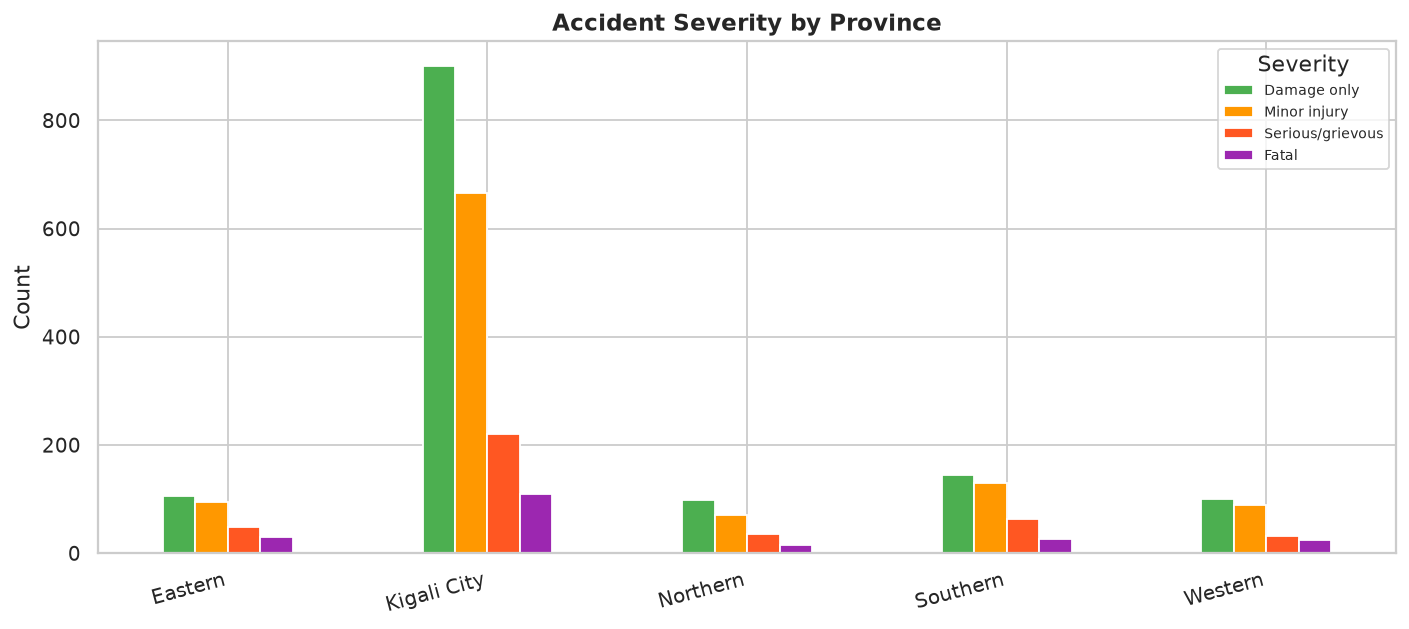 Accident Severity by Province
Severity
Damage only
Minor injury
Serious/grievous
Fatal
Count
800
600
400
200
0
Eastern
Kigali City
Northern
Southern
Western